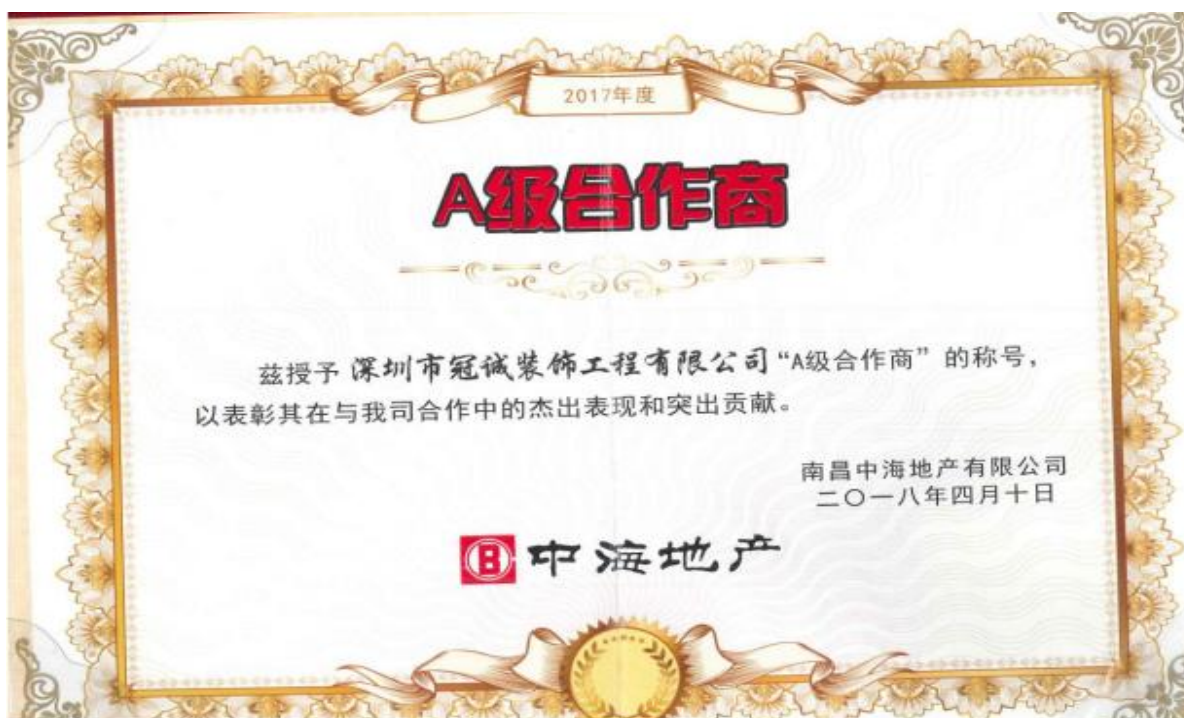 2017年度
A级合作商
兹授予 深圳市冠诚装饰工程有限公司“A级合作商”的称号，
以表彰其在与我司合作中的杰出表现和突出贡献。
南昌中海地产有限公司
二〇一八年四月十日
中海地产